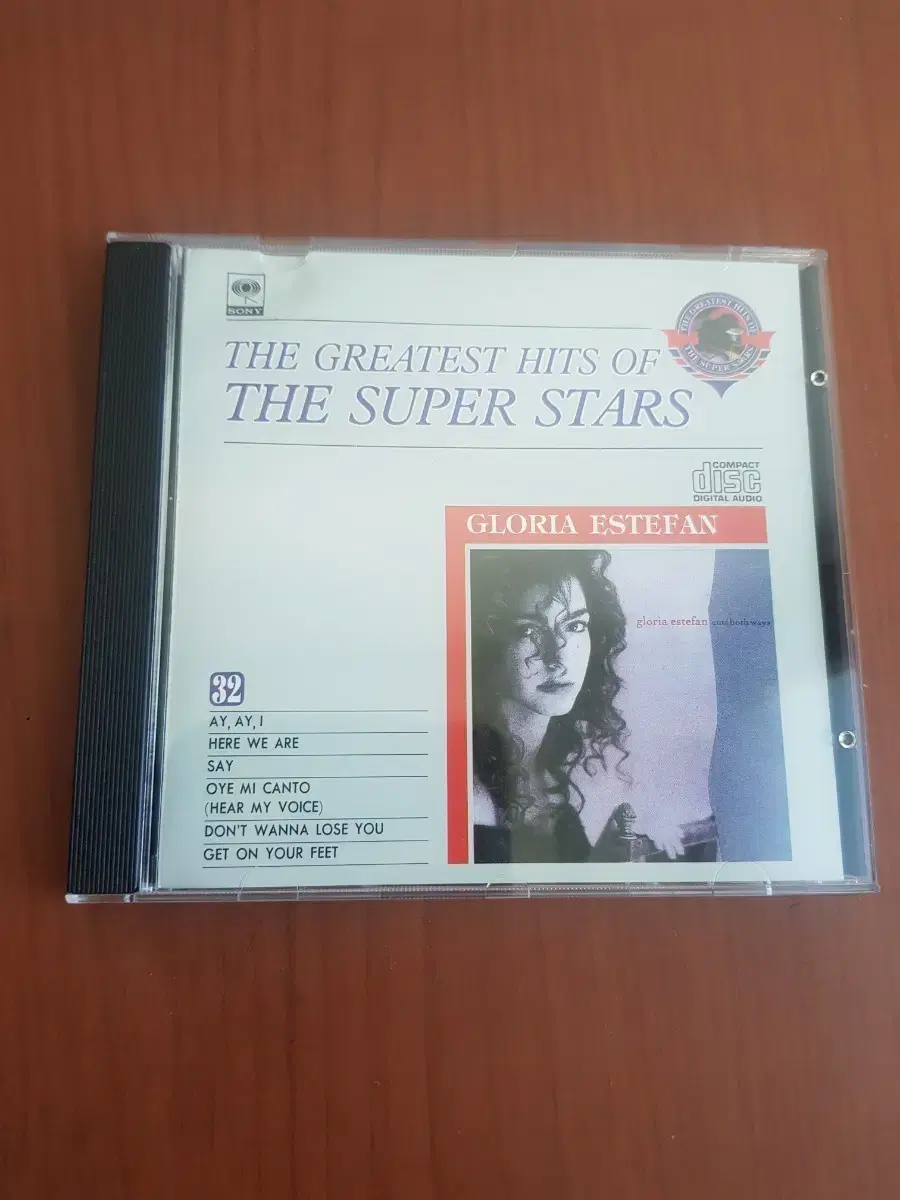 SONY
THE GREATEST HITS OF
THE SUPER STARS
THE GREATEST HITS OF
THE SUPER STARS
COMPACT
disc
DIGITAL AUDIO
GLORIA ESTEFAN
gloria estefan cuts both ways
32
AY, AY, I
HERE WE ARE
SAY
OYE MI CANTO
(HEAR MY VOICE)
DON'T WANNA LOSE YOU
GET ON YOUR FEET